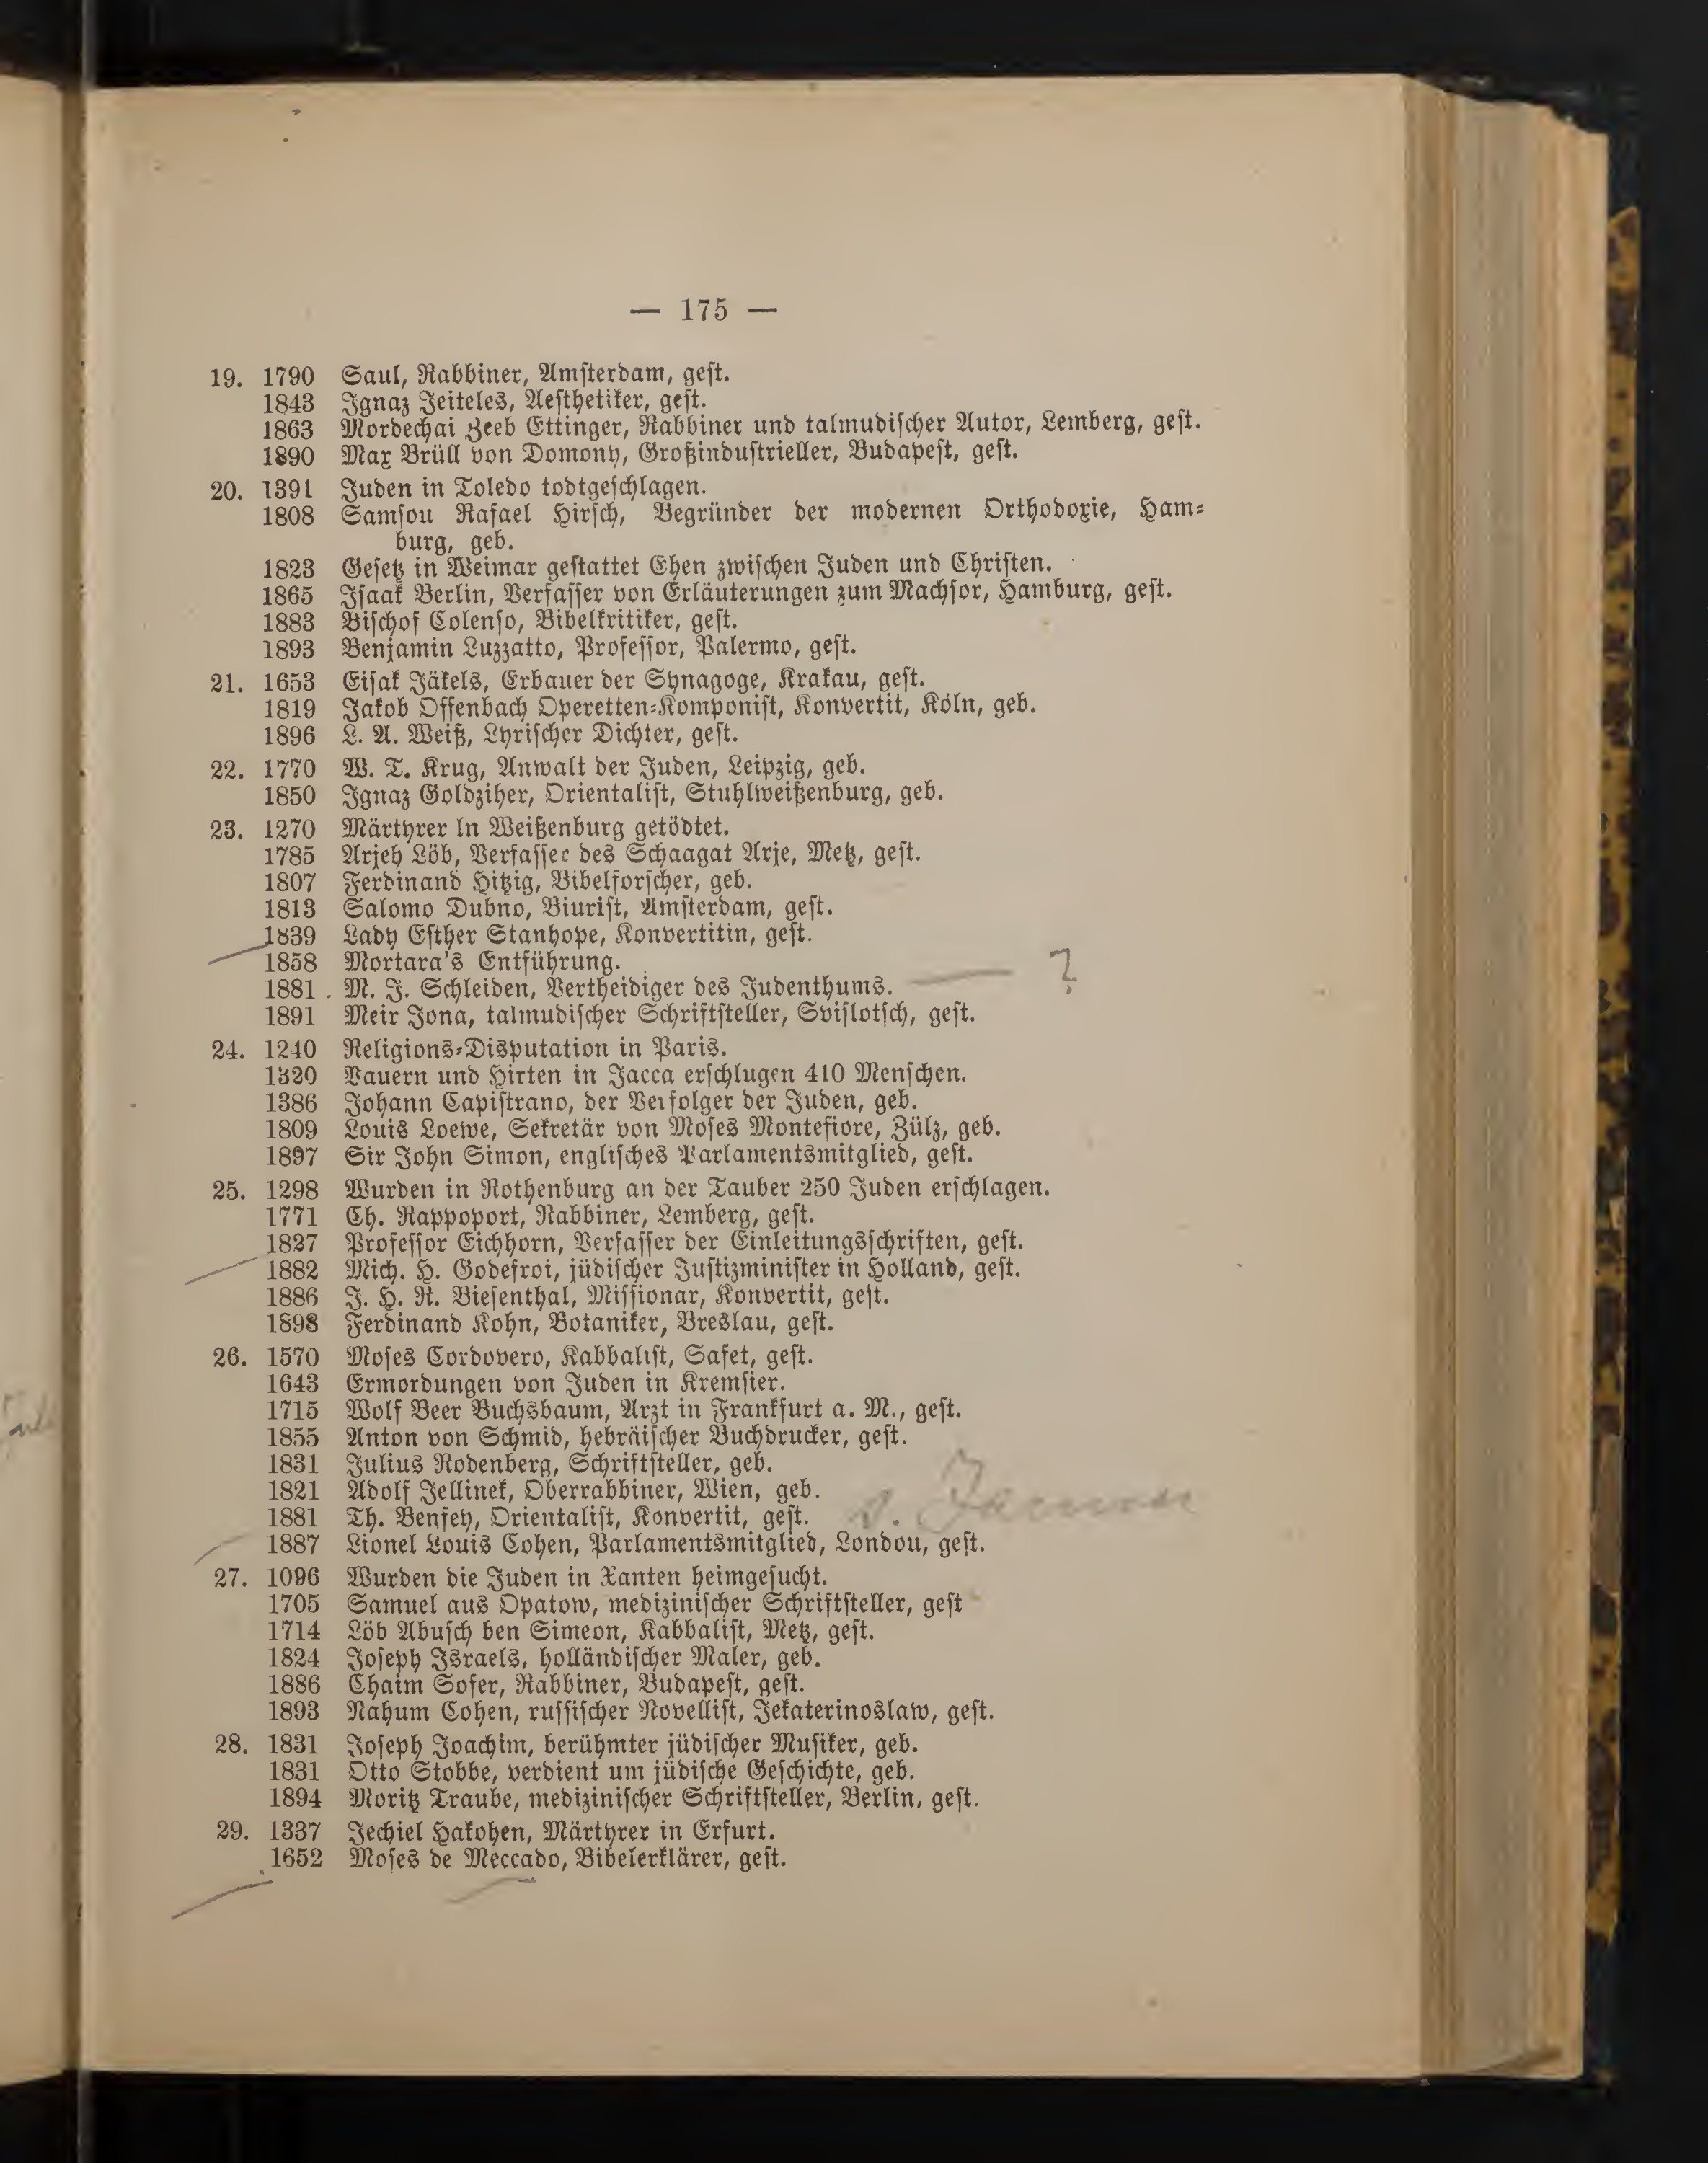 — 175 —
19. 1790 Saul, Rabbiner, Amsterdam, gest.
1843 Ignaz Jeiteles, Aesthetiker, gest.
1863 Mordechai Zeeb Ettinger, Rabbiner und talmudischer Autor, Lemberg, gest.
1890 Max Brüll von Domony, Großindustrieller, Budapest, gest.
20. 1391 Juden in Toledo todtgeschlagen.
1808 Samsou Rafael Hirsch, Begründer der modernen Orthodoxie, Ham-
burg, geb.
1823 Gesetz in Weimar gestattet Ehen zwischen Juden und Christen.
1865 Isaak Berlin, Verfasser von Erläuterungen zum Machsor, Hamburg, gest.
1883 Bischof Colenso, Bibelkritiker, gest.
1893 Benjamin Luzzatto, Professor, Palermo, gest.
21. 1653 Eisak Jäkels, Erbauer der Synagoge, Krakau, gest.
1819 Jakob Offenbach Operetten-Komponist, Konvertit, Köln, geb.
1896 L. A. Weiß, Lyrischer Dichter, gest.
22. 1770 W. T. Krug, Anwalt der Juden, Leipzig, geb.
1850 Ignaz Goldziher, Orientalist, Stuhlweißenburg, geb.
23. 1270 Märtyrer in Weißenburg getödtet.
1785 Arjeh Löb, Verfasser des Schaagat Arje, Metz, gest.
1807 Ferdinand Hitzig, Bibelforscher, geb.
1813 Salomo Dubno, Biurist, Amsterdam, gest.
1839 Lady Esther Stanhope, Konvertitin, gest.
1858 Mortara's Entführung.
1881 M. J. Schleiden, Vertheidiger des Judenthums. — ?
1891 Meir Jona, talmudischer Schriftsteller, Svislotsch, gest.
24. 1240 Religions-Disputation in Paris.
1320 Bauern und Hirten in Jacca erschlugen 410 Menschen.
1386 Johann Capistrano, der Verfolger der Juden, geb.
1809 Louis Loewe, Sekretär von Moses Montefiore, Zülz, geb.
1897 Sir John Simon, englisches Parlamentsmitglied, gest.
25. 1298 Wurden in Rothenburg an der Tauber 250 Juden erschlagen.
1771 Ch. Rappoport, Rabbiner, Lemberg, gest.
1827 Professor Eichhorn, Verfasser der Einleitungsschriften, gest.
1882 Mich. H. Godefroi, jüdischer Justizminister in Holland, gest.
1886 J. H. R. Biesenthal, Missionar, Konvertit, gest.
1898 Ferdinand Kohn, Botaniker, Breslau, gest.
26. 1570 Moses Cordovero, Kabbalist, Safet, gest.
1643 Ermordungen von Juden in Kremsier.
1715 Wolf Beer Buchsbaum, Arzt in Frankfurt a. M., gest.
1855 Anton von Schmid, hebräischer Buchdrucker, gest.
1831 Julius Rodenberg, Schriftsteller, geb.
1821 Adolf Jellinek, Oberrabbiner, Wien, geb.
1881 Th. Benfey, Orientalist, Konvertit, gest.
1887 Lionel Louis Cohen, Parlamentsmitglied, Londou, gest.
27. 1096 Wurden die Juden in Xanten heimgesucht.
1705 Samuel aus Opatow, medizinischer Schriftsteller, gest
1714 Löb Abusch ben Simeon, Kabbalist, Metz, gest.
1824 Joseph Israels, holländischer Maler, geb.
1886 Chaim Sofer, Rabbiner, Budapest, gest.
1893 Nahum Cohen, russischer Novellist, Jekaterinoslaw, gest.
28. 1831 Joseph Joachim, berühmter jüdischer Musiker, geb.
1831 Otto Stobbe, verdient um jüdische Geschichte, geb.
1894 Moritz Traube, medizinischer Schriftsteller, Berlin, gest.
29. 1337 Jechiel Hakohen, Märtyrer in Erfurt.
1652 Moses de Meccado, Bibelerklärer, gest.